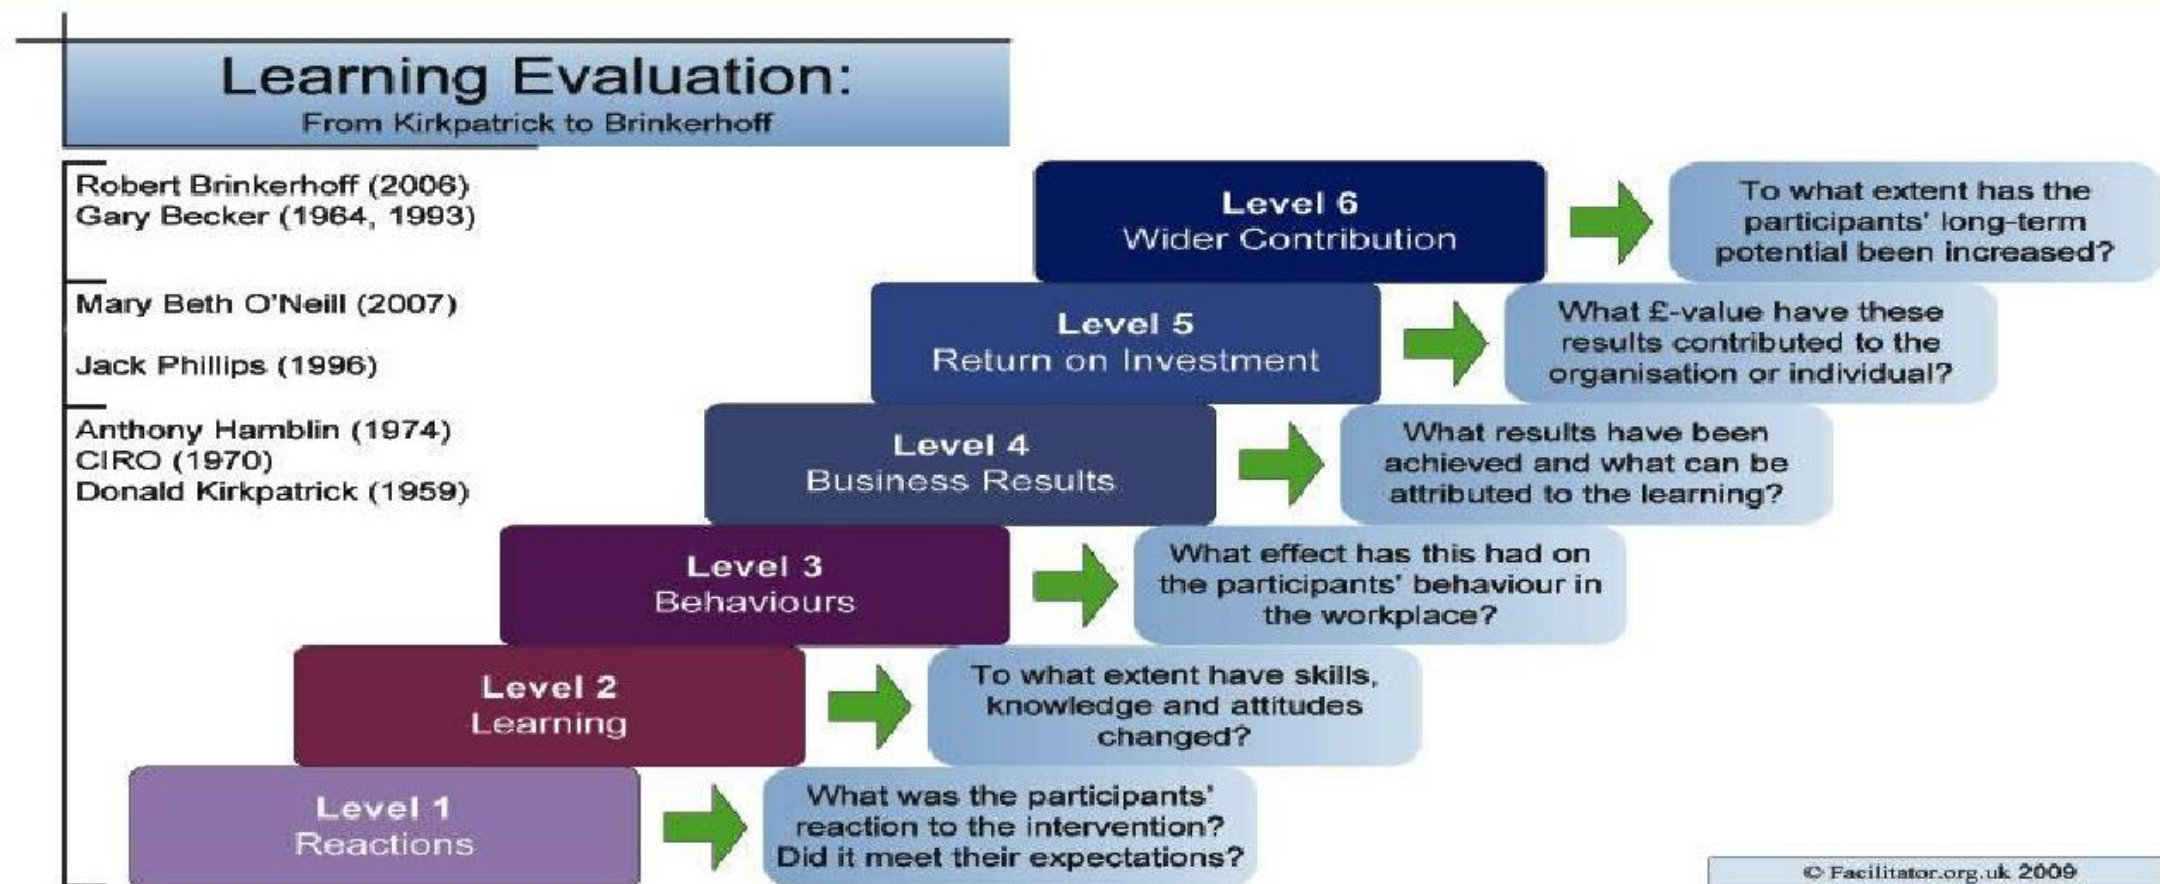 Learning Evaluation:
From Kirkpatrick to Brinkerhoff
Robert Brinkerhoff (2006)
Gary Becker (1964, 1993)
Mary Beth O'Neill (2007)
Jack Phillips (1996)
Anthony Hamblin (1974)
CIRO (1970)
Donald Kirkpatrick (1959)
Level 6
Wider Contribution
To what extent has the
participants' long-term
potential been increased?
Level 5
Return on Investment
What £-value have these
results contributed to the
organisation or individual?
Level 4
Business Results
What results have been
achieved and what can be
attributed to the learning?
Level 3
Behaviours
What effect has this had on
the participants' behaviour in
the workplace?
Level 2
Learning
To what extent have skills,
knowledge and attitudes
changed?
Level 1
Reactions
What was the participants'
reaction to the intervention?
Did it meet their expectations?
© Facilitator.org.uk 2009